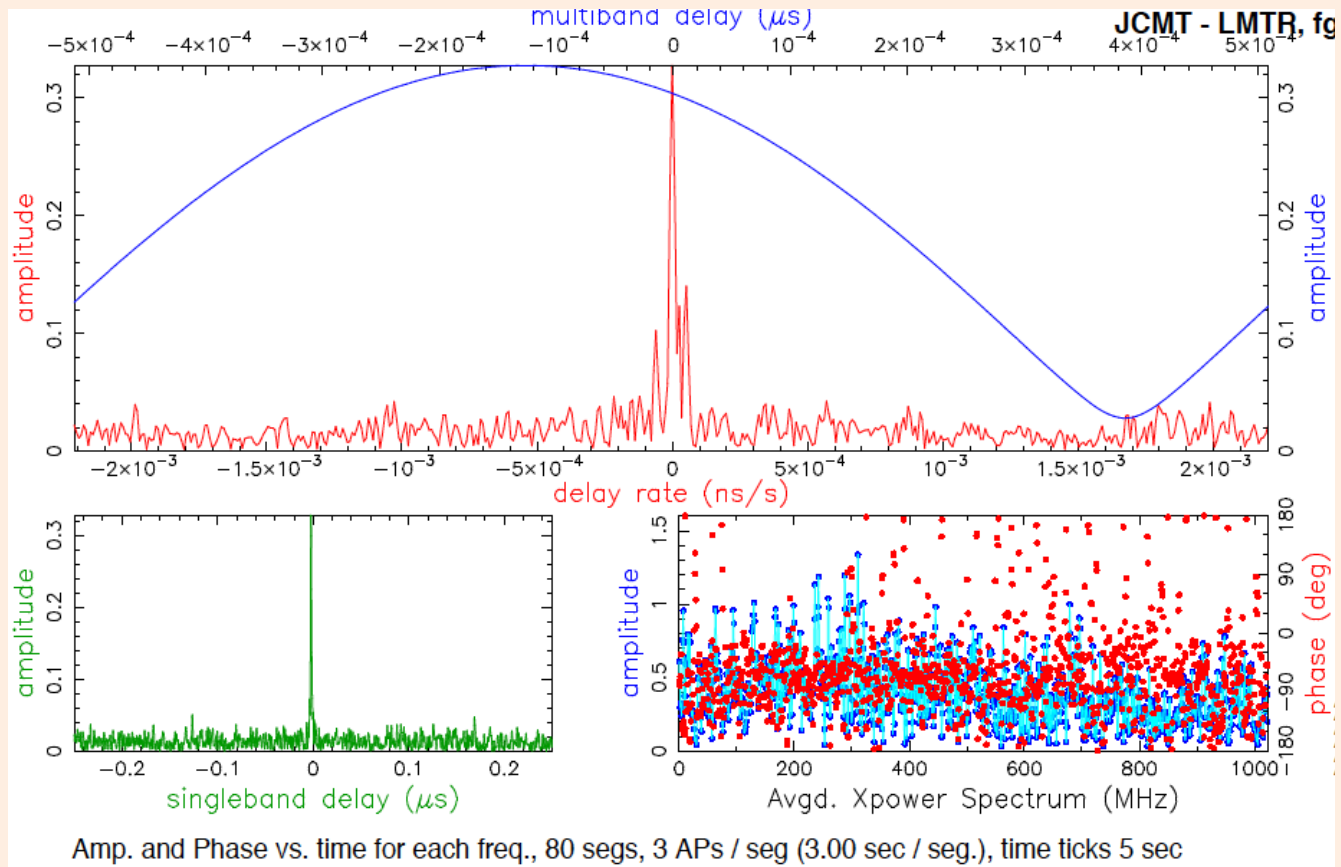 multiband delay (μs)
JCMT - LMTR, fg
−5×10⁻⁴ −4×10⁻⁴ −3×10⁻⁴ −2×10⁻⁴ −10⁻⁴ 0 10⁻⁴ 2×10⁻⁴ 3×10⁻⁴ 4×10⁻⁴ 5×10⁻⁴
amplitude
0 0.1 0.2 0.3
amplitude
0 0.1 0.2 0.3
−2×10⁻³ −1.5×10⁻³ −10⁻³ −5×10⁻⁴ 0 5×10⁻⁴ 10⁻³ 1.5×10⁻³ 2×10⁻³
delay rate (ns/s)
amplitude
0 0.1 0.2 0.3
−0.2 −0.1 0 0.1 0.2
singleband delay (μs)
amplitude
0 0.5 1 1.5
phase (deg)
180 −90 0 90 180
0 200 400 600 800 1000
Avgd. Xpower Spectrum (MHz)
Amp. and Phase vs. time for each freq., 80 segs, 3 APs / seg (3.00 sec / seg.), time ticks 5 sec